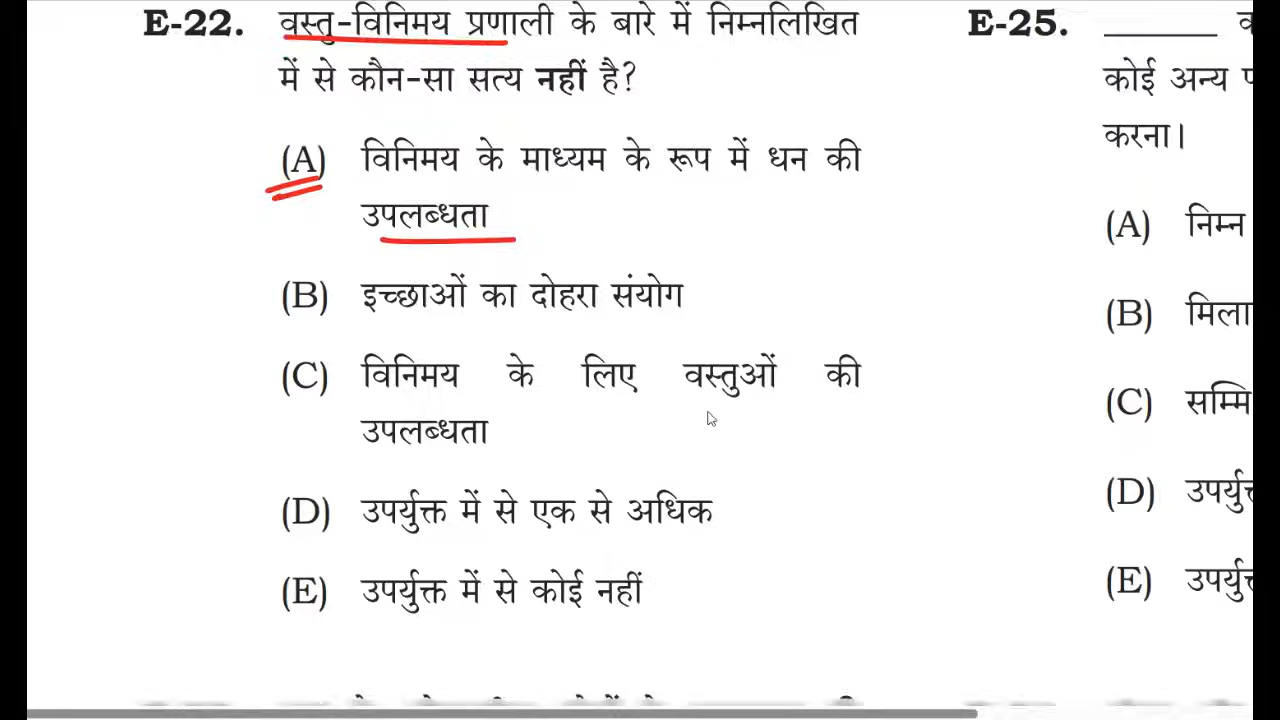 E-22. वस्तु-विनिमय प्रणाली के बारे में निम्नलिखित
में से कौन-सा सत्य नहीं है?
(A) विनिमय के माध्यम के रूप में धन की
उपलब्धता
(B) इच्छाओं का दोहरा संयोग
(C) विनिमय के लिए वस्तुओं की
उपलब्धता
(D) उपर्युक्त में से एक से अधिक
(E) उपर्युक्त में से कोई नहीं
E-25. ______
कोई अन्य
करना।
(A) निम्न
(B)
(C)
(D)
(E)